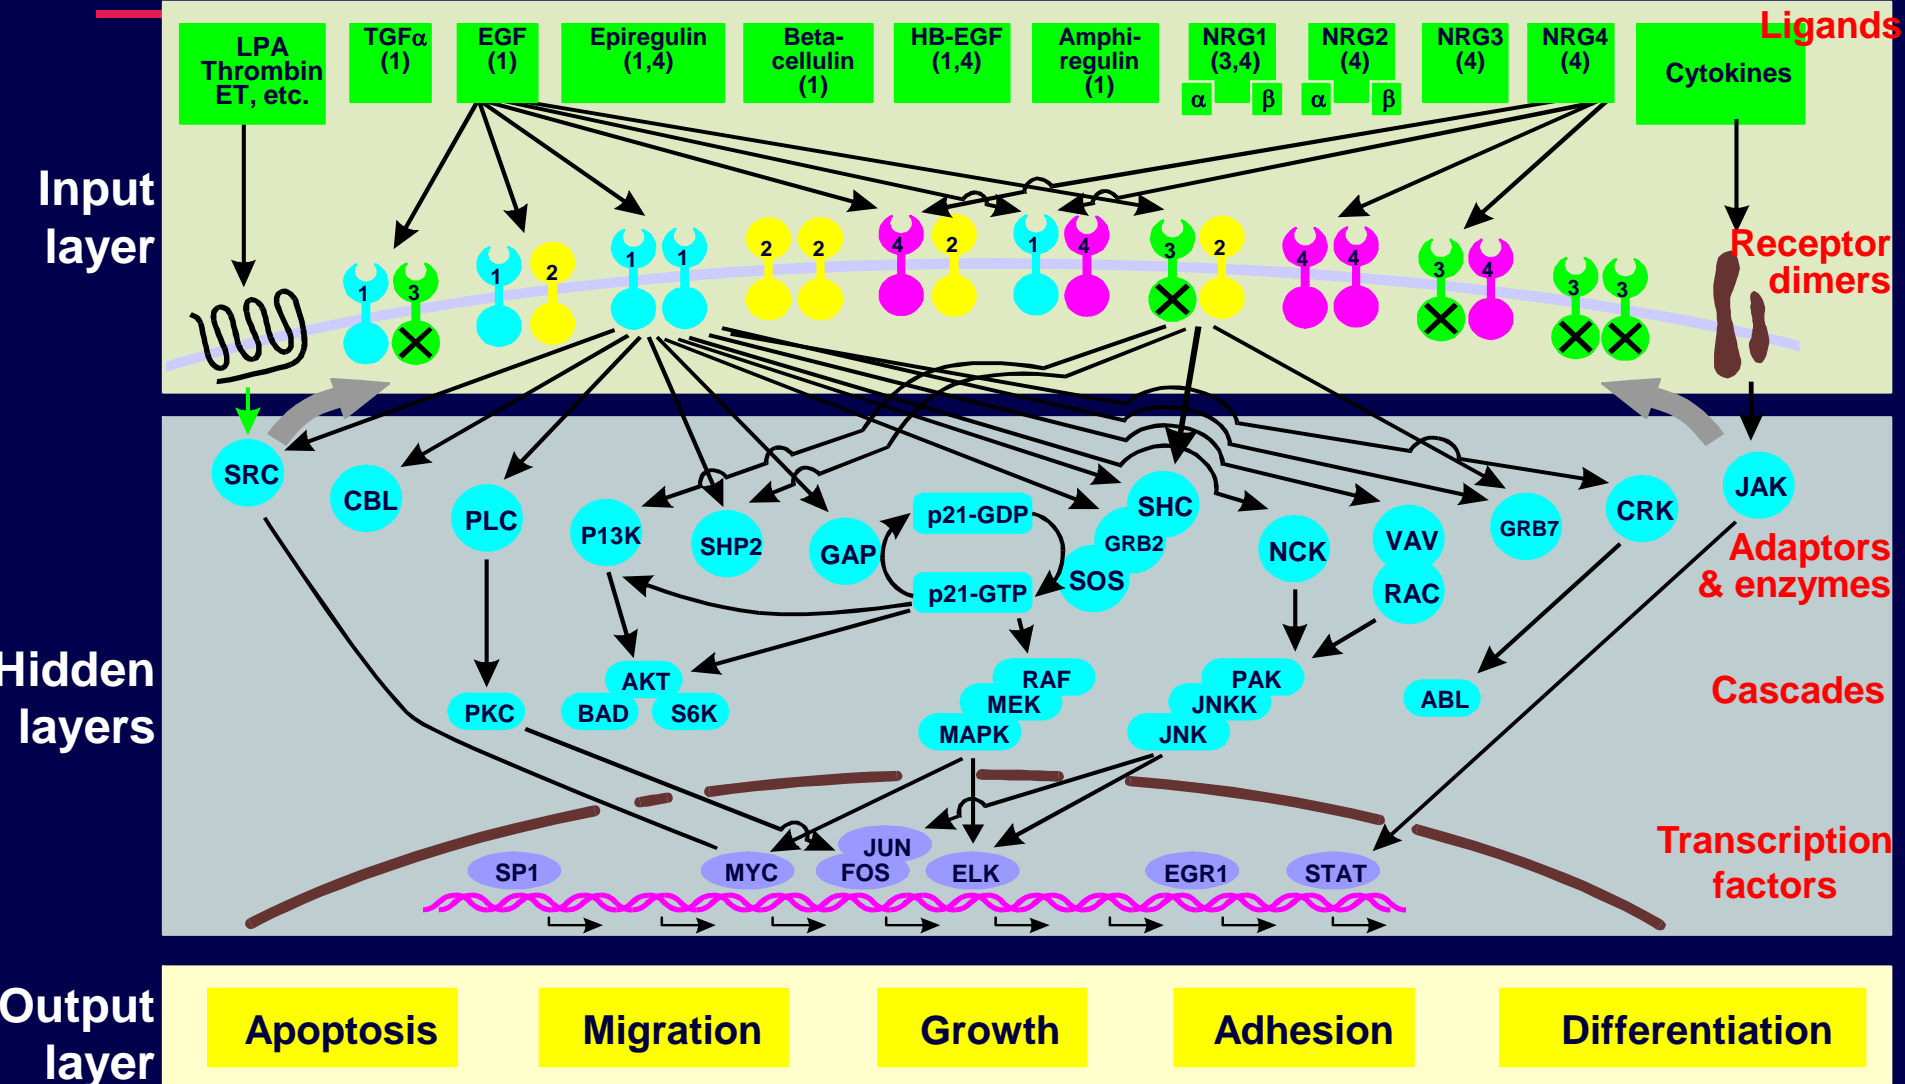 Ligands
LPA
Thrombin
ET, etc.
TGFα
(1)
EGF
(1)
Epiregulin
(1,4)
Beta-
cellulin
(1)
HB-EGF
(1,4)
Amphi-
regulin
(1)
NRG1
(3,4)
α β
NRG2
(4)
α β
NRG3
(4)
NRG4
(4)
Cytokines
Input
layer
Receptor
dimers
1 3
1 2
1 1
2 2
4 2
1 4
3 2
4 4
3 4
3 3
Hidden
layers
SRC
CBL
PLC
P13K
SHP2
GAP
p21-GDP
p21-GTP
SHC
GRB2
SOS
NCK
VAV
RAC
GRB7
CRK
JAK
Adaptors
& enzymes
PKC
AKT
BAD
S6K
RAF
MEK
MAPK
PAK
JNKK
JNK
ABL
Cascades
SP1
MYC
JUN
FOS
ELK
EGR1
STAT
Transcription
factors
Output
layer
Apoptosis
Migration
Growth
Adhesion
Differentiation